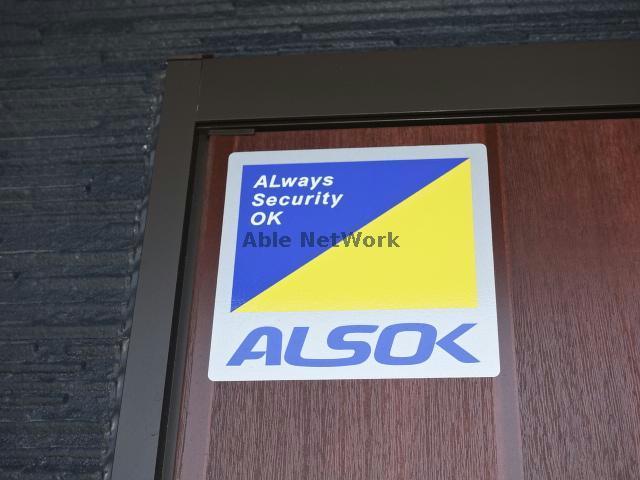 ALways
Security
OK
Able NetWork
ALSOK